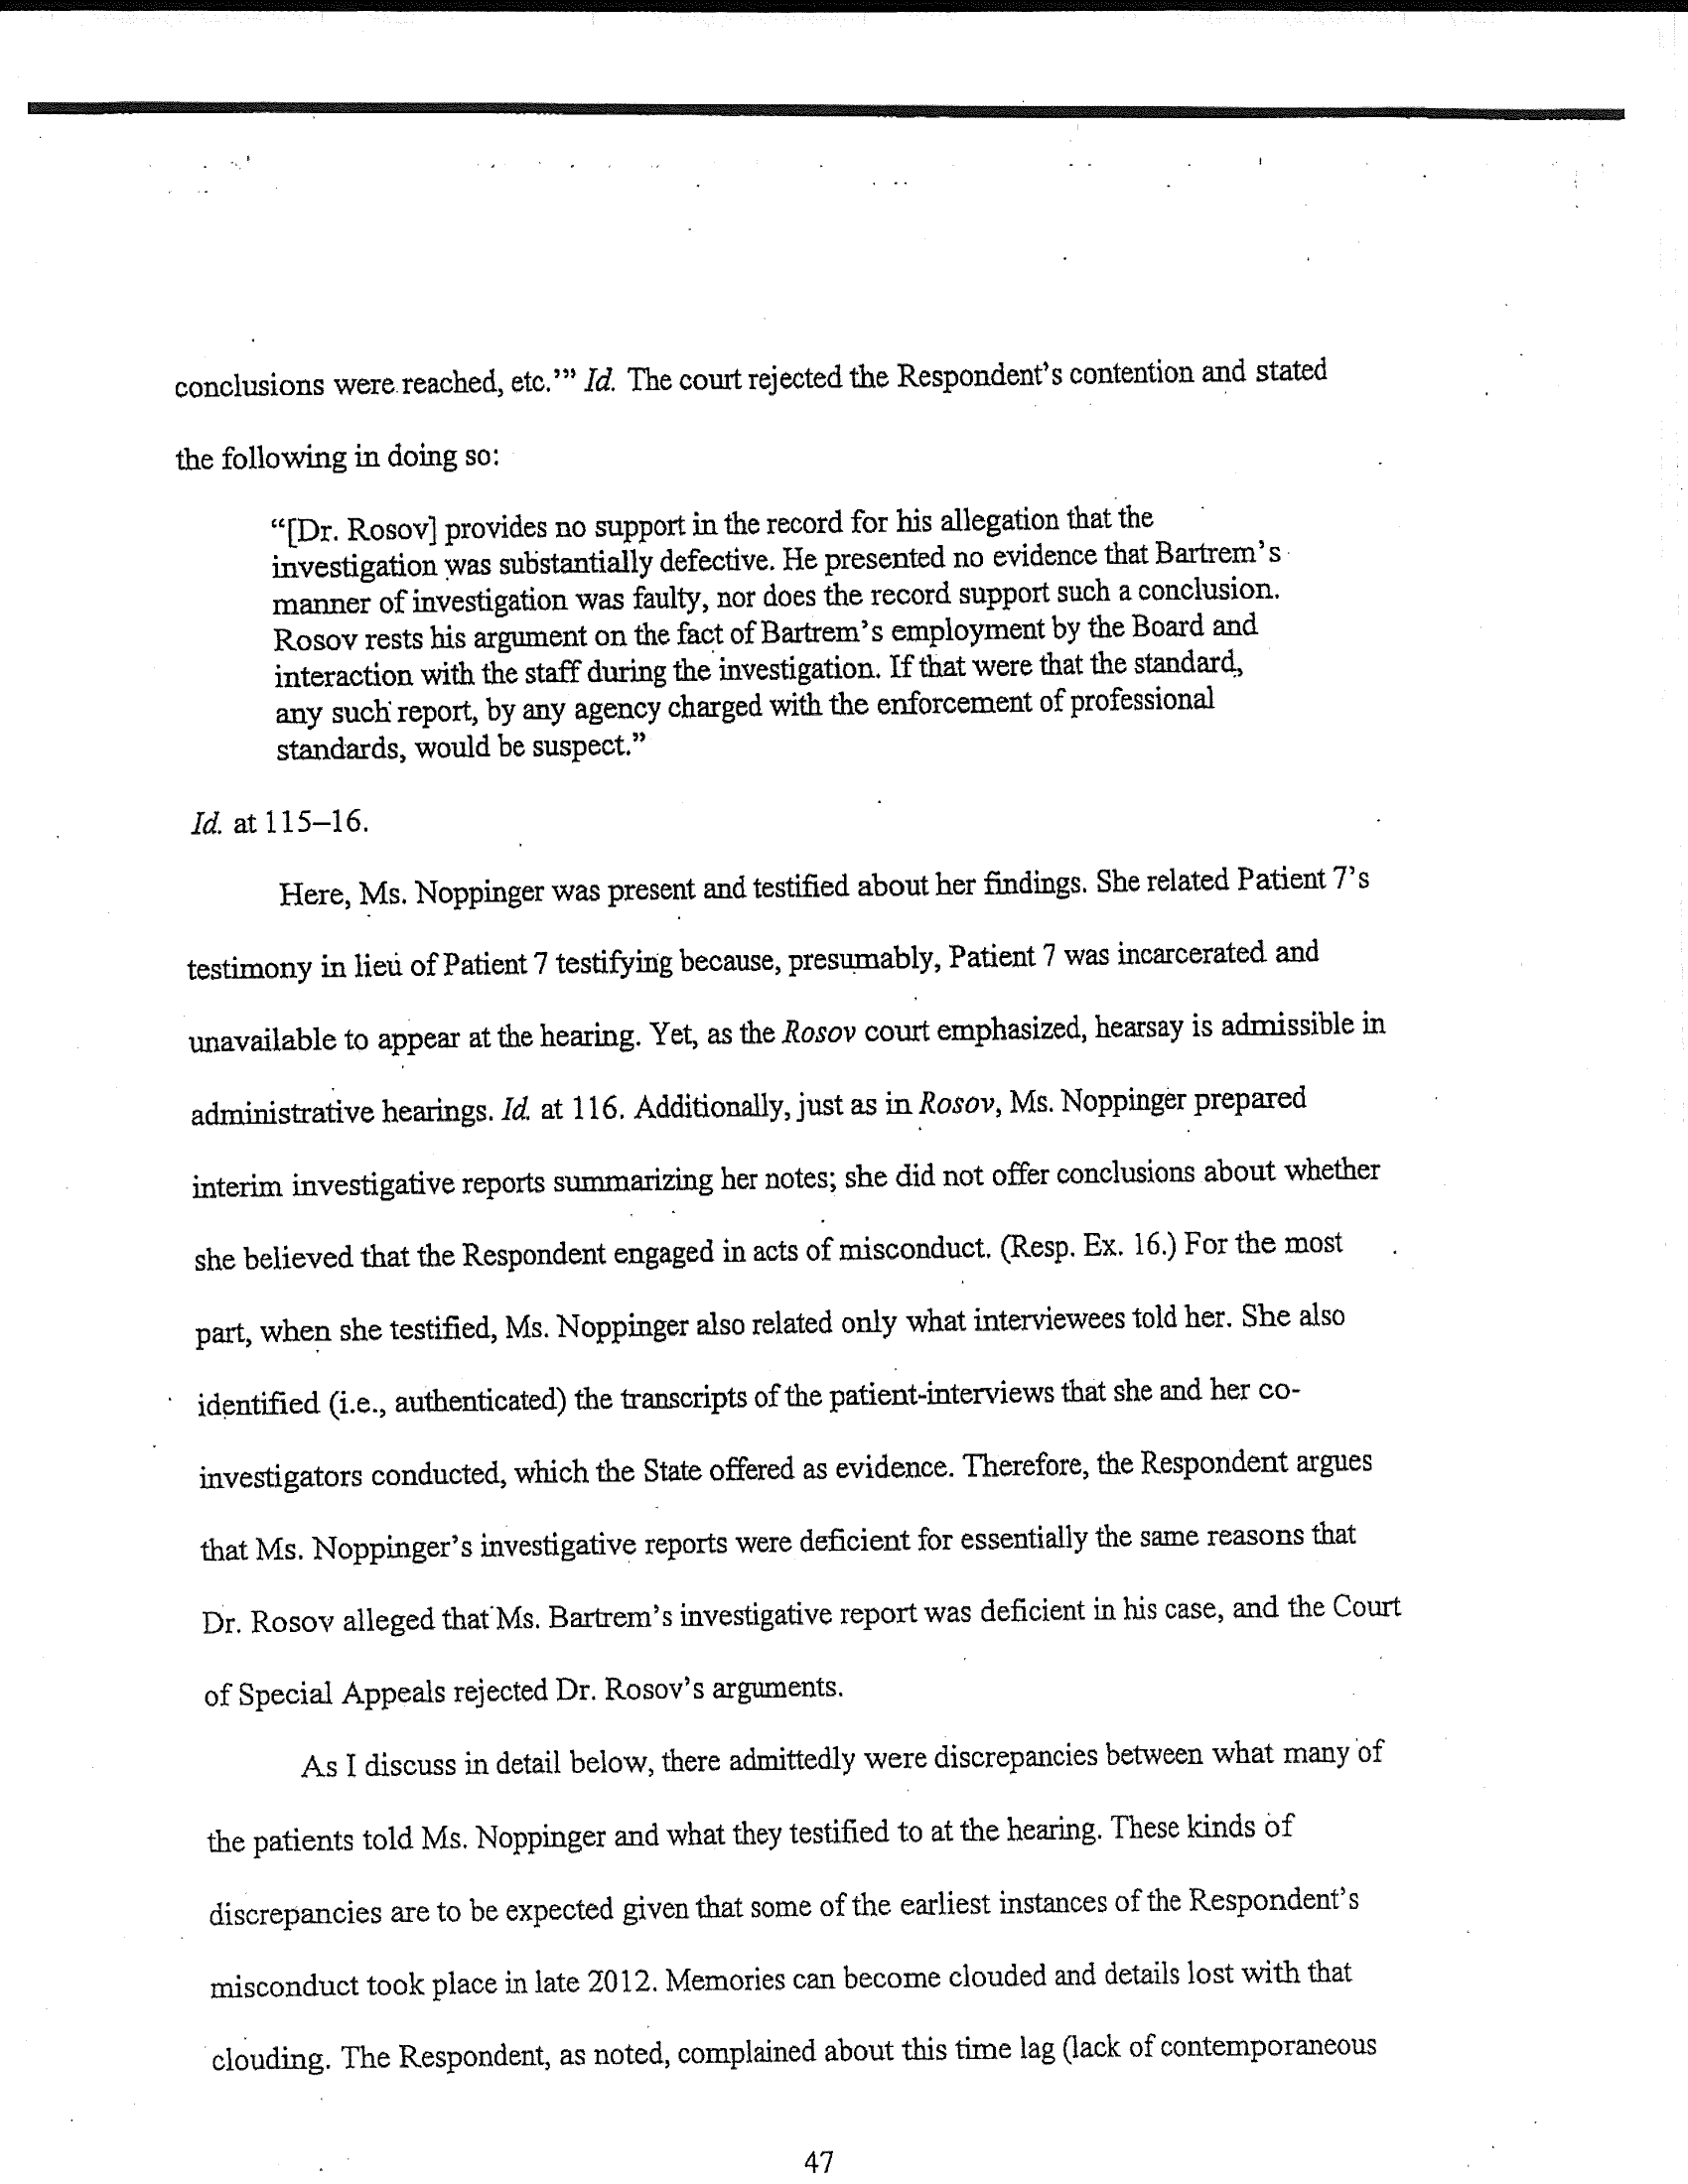 conclusions were reached, etc.’” Id. The court rejected the Respondent’s contention and stated
the following in doing so:
“[Dr. Rosov] provides no support in the record for his allegation that the
investigation was substantially defective. He presented no evidence that Bartrem’s
manner of investigation was faulty, nor does the record support such a conclusion.
Rosov rests his argument on the fact of Bartrem’s employment by the Board and
interaction with the staff during the investigation. If that were that the standard,
any such report, by any agency charged with the enforcement of professional
standards, would be suspect.”
Id. at 115–16.
Here, Ms. Noppinger was present and testified about her findings. She related Patient 7’s
testimony in lieu of Patient 7 testifying because, presumably, Patient 7 was incarcerated and
unavailable to appear at the hearing. Yet, as the Rosov court emphasized, hearsay is admissible in
administrative hearings. Id. at 116. Additionally, just as in Rosov, Ms. Noppinger prepared
interim investigative reports summarizing her notes; she did not offer conclusions about whether
she believed that the Respondent engaged in acts of misconduct. (Resp. Ex. 16.) For the most
part, when she testified, Ms. Noppinger also related only what interviewees told her. She also
identified (i.e., authenticated) the transcripts of the patient-interviews that she and her co-
investigators conducted, which the State offered as evidence. Therefore, the Respondent argues
that Ms. Noppinger’s investigative reports were deficient for essentially the same reasons that
Dr. Rosov alleged that Ms. Bartrem’s investigative report was deficient in his case, and the Court
of Special Appeals rejected Dr. Rosov’s arguments.
As I discuss in detail below, there admittedly were discrepancies between what many of
the patients told Ms. Noppinger and what they testified to at the hearing. These kinds of
discrepancies are to be expected given that some of the earliest instances of the Respondent’s
misconduct took place in late 2012. Memories can become clouded and details lost with that
clouding. The Respondent, as noted, complained about this time lag (lack of contemporaneous
47